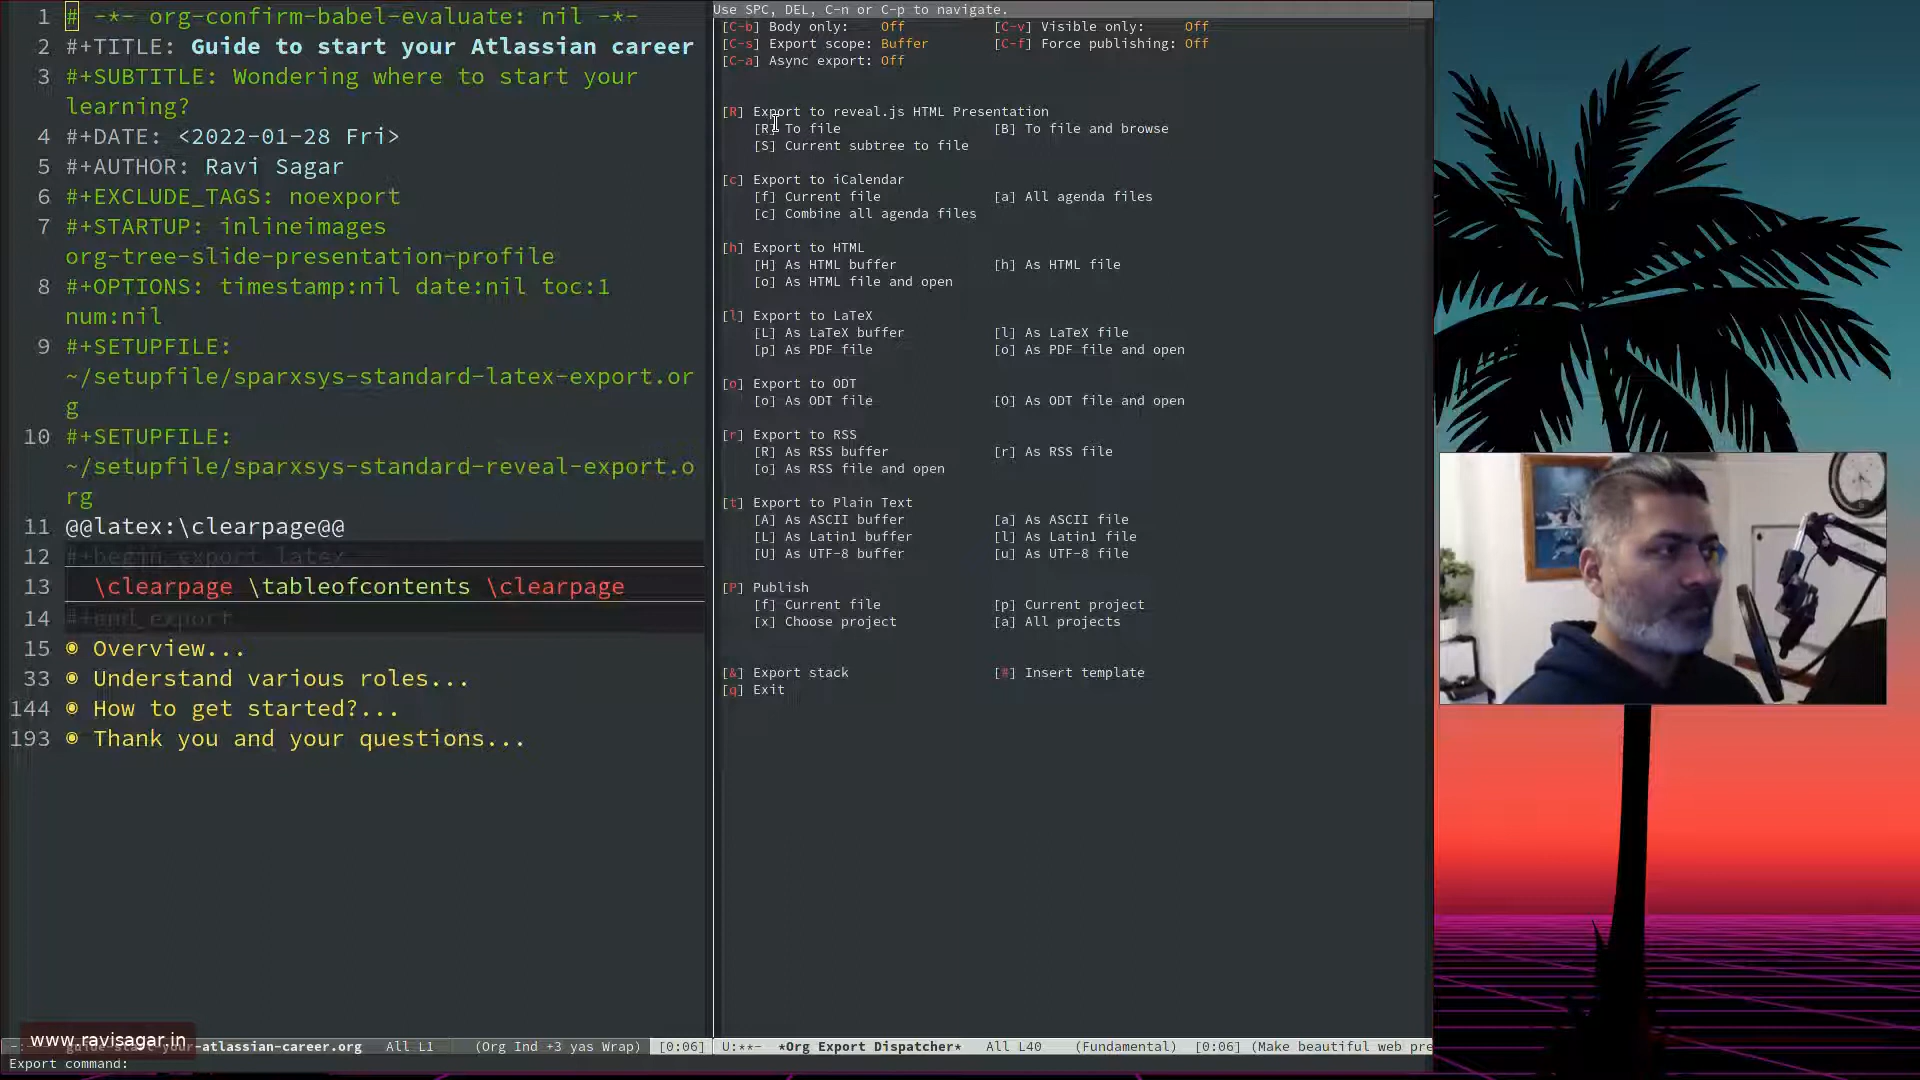 1 # -*- org-confirm-babel-evaluate: nil -*-
2 #+TITLE: Guide to start your Atlassian career
3 #+SUBTITLE: Wondering where to start your
learning?
4 #+DATE: <2022-01-28 Fri>
5 #+AUTHOR: Ravi Sagar
6 #+EXCLUDE_TAGS: noexport
7 #+STARTUP: inlineimages
org-tree-slide-presentation-profile
8 #+OPTIONS: timestamp:nil date:nil toc:1
num:nil
9 #+SETUPFILE:
~/setupfile/sparxsys-standard-latex-export.or
g
10 #+SETUPFILE:
~/setupfile/sparxsys-standard-reveal-export.o
rg
11 @@latex:\clearpage@@
12 #+begin_export latex
13 \clearpage \tableofcontents \clearpage
14 #+end_export
15 ◉ Overview...
33 ◉ Understand various roles...
144 ◉ How to get started?...
193 ◉ Thank you and your questions...
www.ravisagar.in
-atlassian-career.org All L1 (Org Ind +3 yas Wrap) [0:06]
Export command:
Use SPC, DEL, C-n or C-p to navigate.
[C-b] Body only: Off [C-v] Visible only: Off
[C-s] Export scope: Buffer [C-f] Force publishing: Off
[C-a] Async export: Off
[R] Export to reveal.js HTML Presentation
[R] To file [B] To file and browse
[S] Current subtree to file
[c] Export to iCalendar
[f] Current file [a] All agenda files
[c] Combine all agenda files
[h] Export to HTML
[H] As HTML buffer [h] As HTML file
[o] As HTML file and open
[l] Export to LaTeX
[L] As LaTeX buffer [l] As LaTeX file
[p] As PDF file [o] As PDF file and open
[o] Export to ODT
[o] As ODT file [O] As ODT file and open
[r] Export to RSS
[R] As RSS buffer [r] As RSS file
[o] As RSS file and open
[t] Export to Plain Text
[A] As ASCII buffer [a] As ASCII file
[L] As Latin1 buffer [l] As Latin1 file
[U] As UTF-8 buffer [u] As UTF-8 file
[P] Publish
[f] Current file [p] Current project
[x] Choose project [a] All projects
[&] Export stack [#] Insert template
[q] Exit
U:**- *Org Export Dispatcher* All L40 (Fundamental) [0:06] (Make beautiful web pre